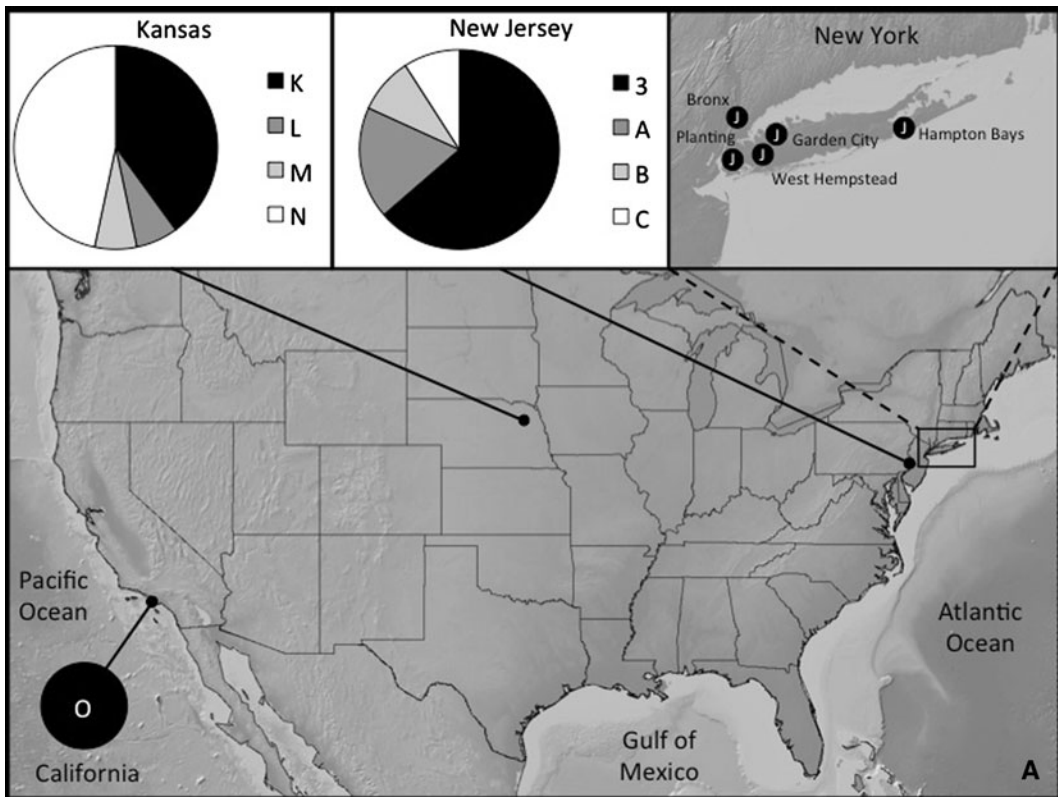 Kansas
K
L
M
N
New Jersey
3
A
B
C
New York
Bronx
J
Planting
J
J
Garden City
J
West Hempstead
J
Hampton Bays
Pacific
Ocean
O
California
Gulf of
Mexico
Atlantic
Ocean
A